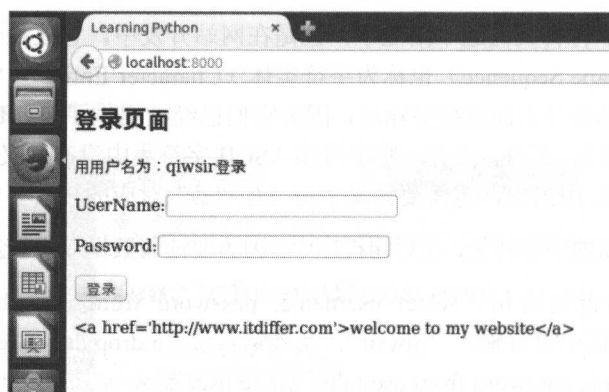 Learning Python
localhost:8000
登录页面
用用户名为：qiwsir登录
UserName:
Password:
登录
<a href='http://www.itdiffer.com'>welcome to my website</a>